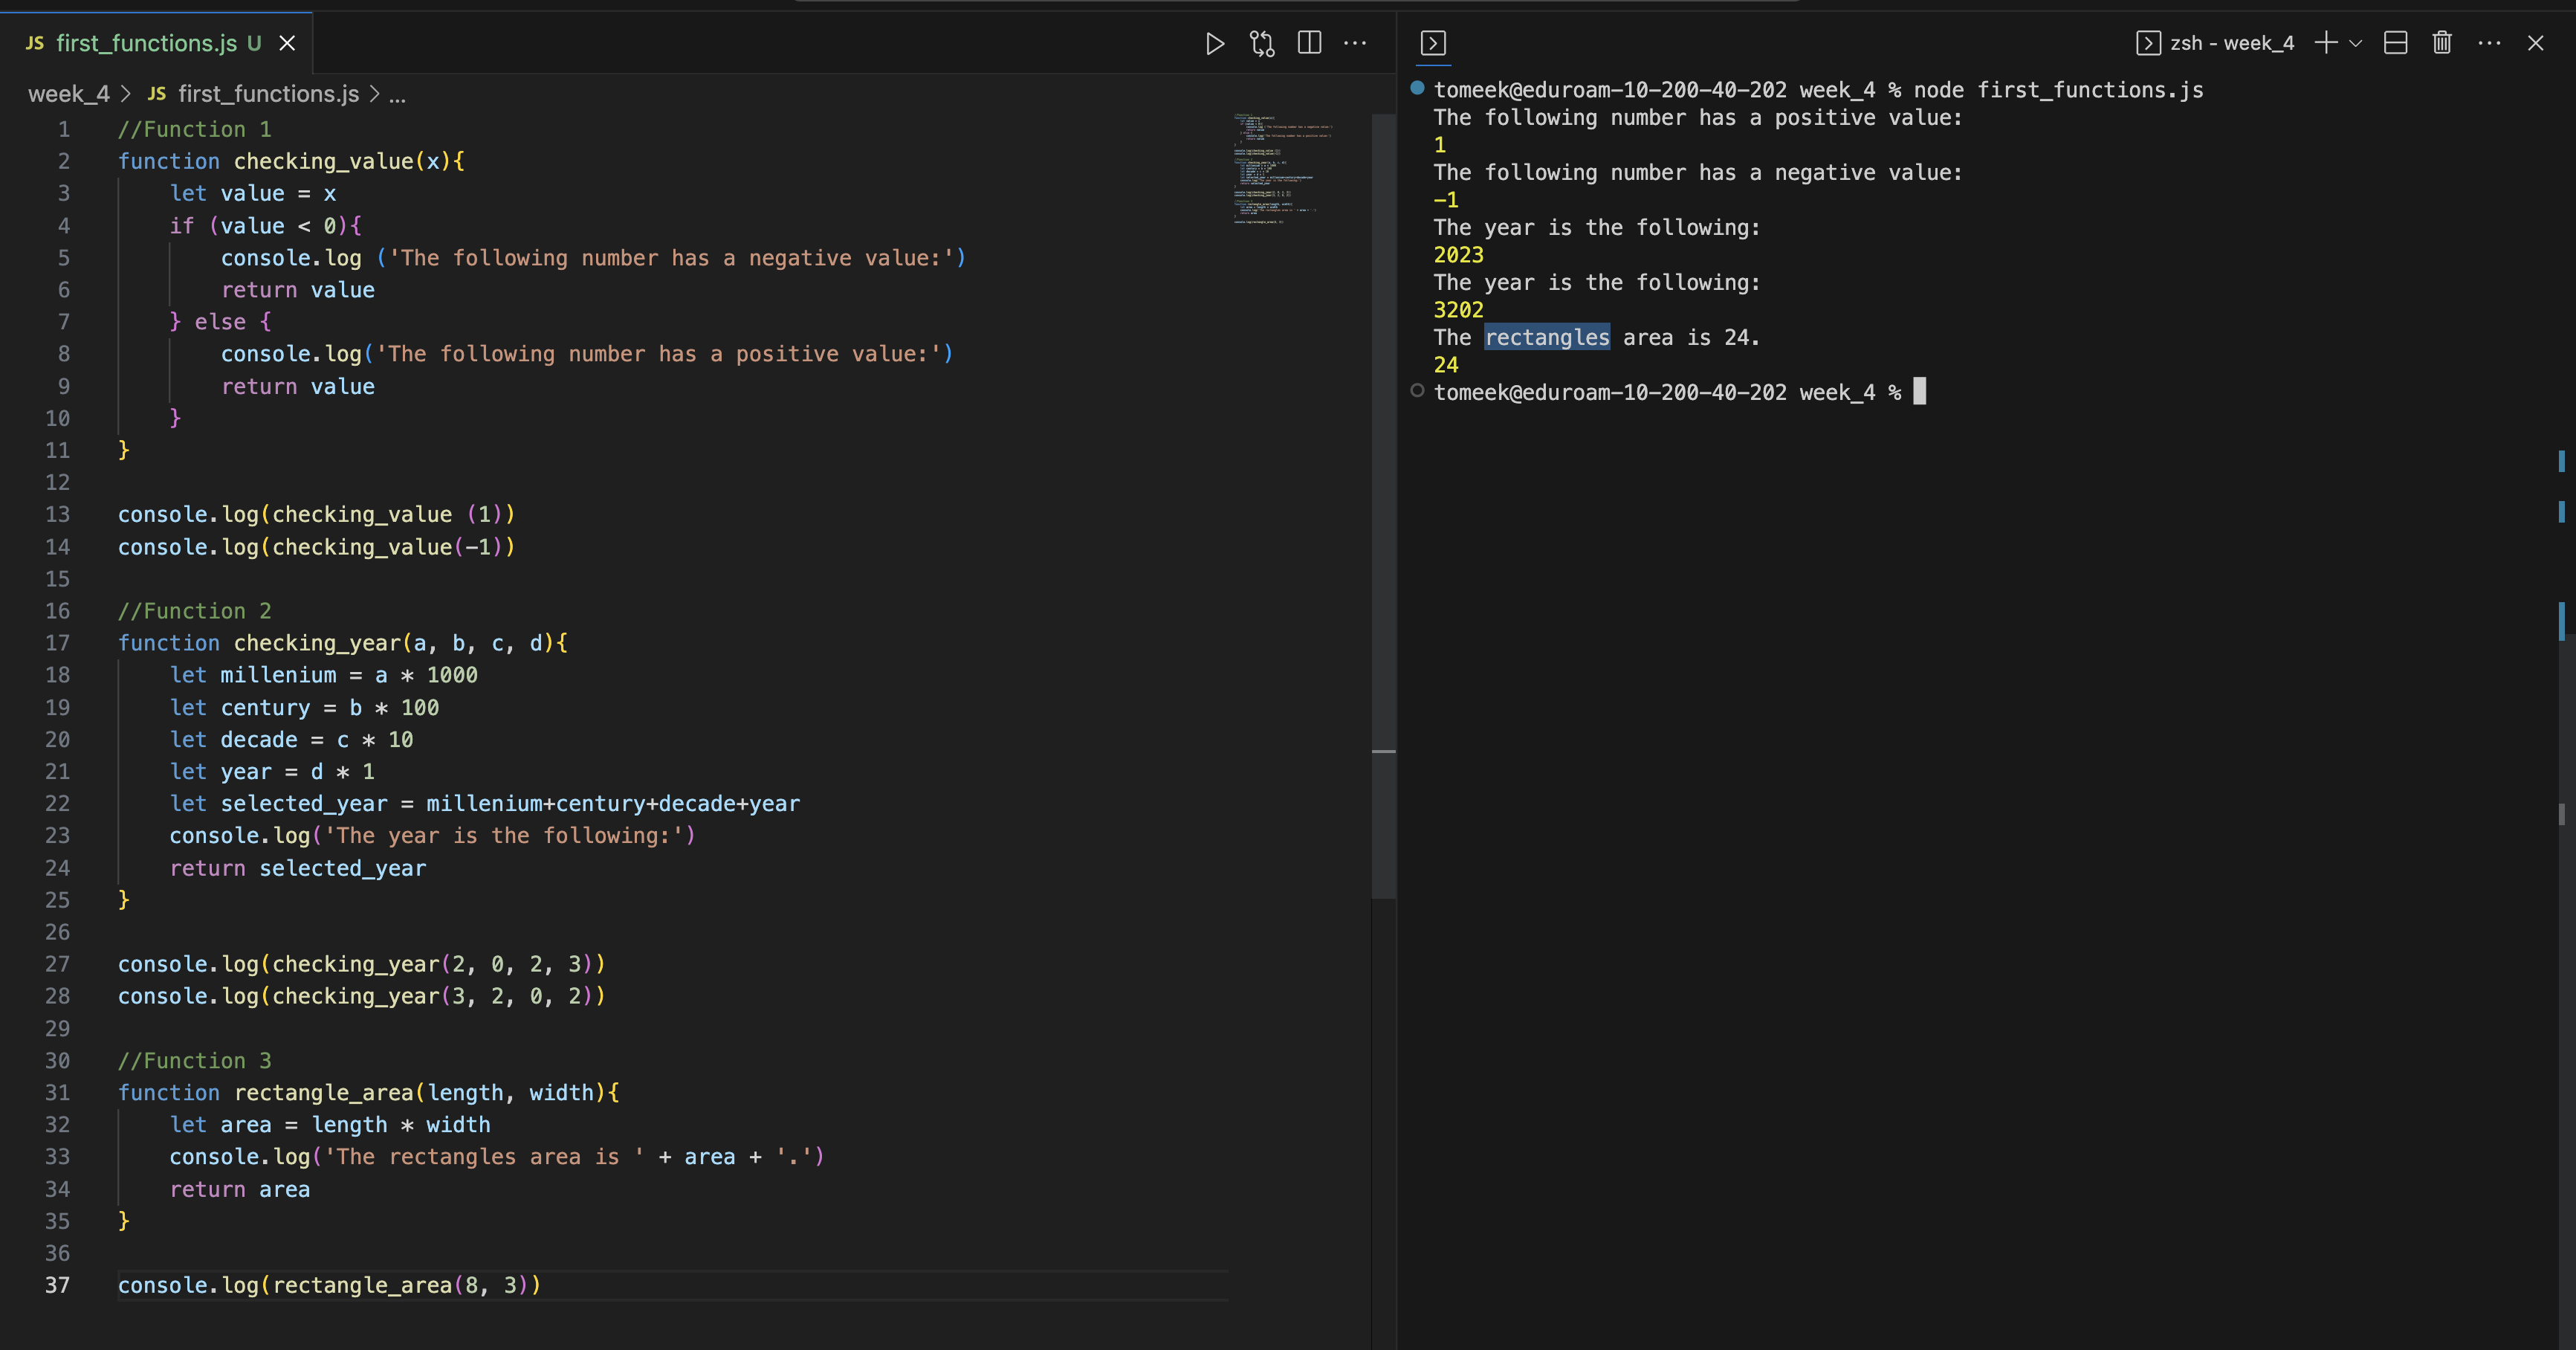 JS first_functions.js U
week_4 > JS first_functions.js > ...
1 //Function 1
2 function checking_value(x){
3     let value = x
4     if (value < 0){
5         console.log ('The following number has a negative value:')
6         return value
7     } else {
8         console.log('The following number has a positive value:')
9         return value
10     }
11 }
12
13 console.log(checking_value (1))
14 console.log(checking_value(-1))
15
16 //Function 2
17 function checking_year(a, b, c, d){
18     let millenium = a * 1000
19     let century = b * 100
20     let decade = c * 10
21     let year = d * 1
22     let selected_year = millenium+century+decade+year
23     console.log('The year is the following:')
24     return selected_year
25 }
26
27 console.log(checking_year(2, 0, 2, 3))
28 console.log(checking_year(3, 2, 0, 2))
29
30 //Function 3
31 function rectangle_area(length, width){
32     let area = length * width
33     console.log('The rectangles area is ' + area + '.')
34     return area
35 }
36
37 console.log(rectangle_area(8, 3))
zsh - week_4
tomeek@eduroam-10-200-40-202 week_4 % node first_functions.js
The following number has a positive value:
1
The following number has a negative value:
-1
The year is the following:
2023
The year is the following:
3202
The rectangles area is 24.
24
tomeek@eduroam-10-200-40-202 week_4 %